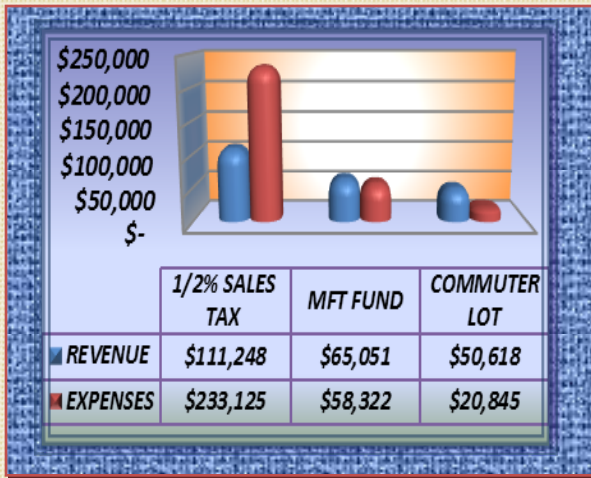 $250,000
$200,000
$150,000
$100,000
$50,000
$-
1/2% SALES TAX MFT FUND COMMUTER LOT
REVENUE $111,248 $65,051 $50,618
EXPENSES $233,125 $58,322 $20,845